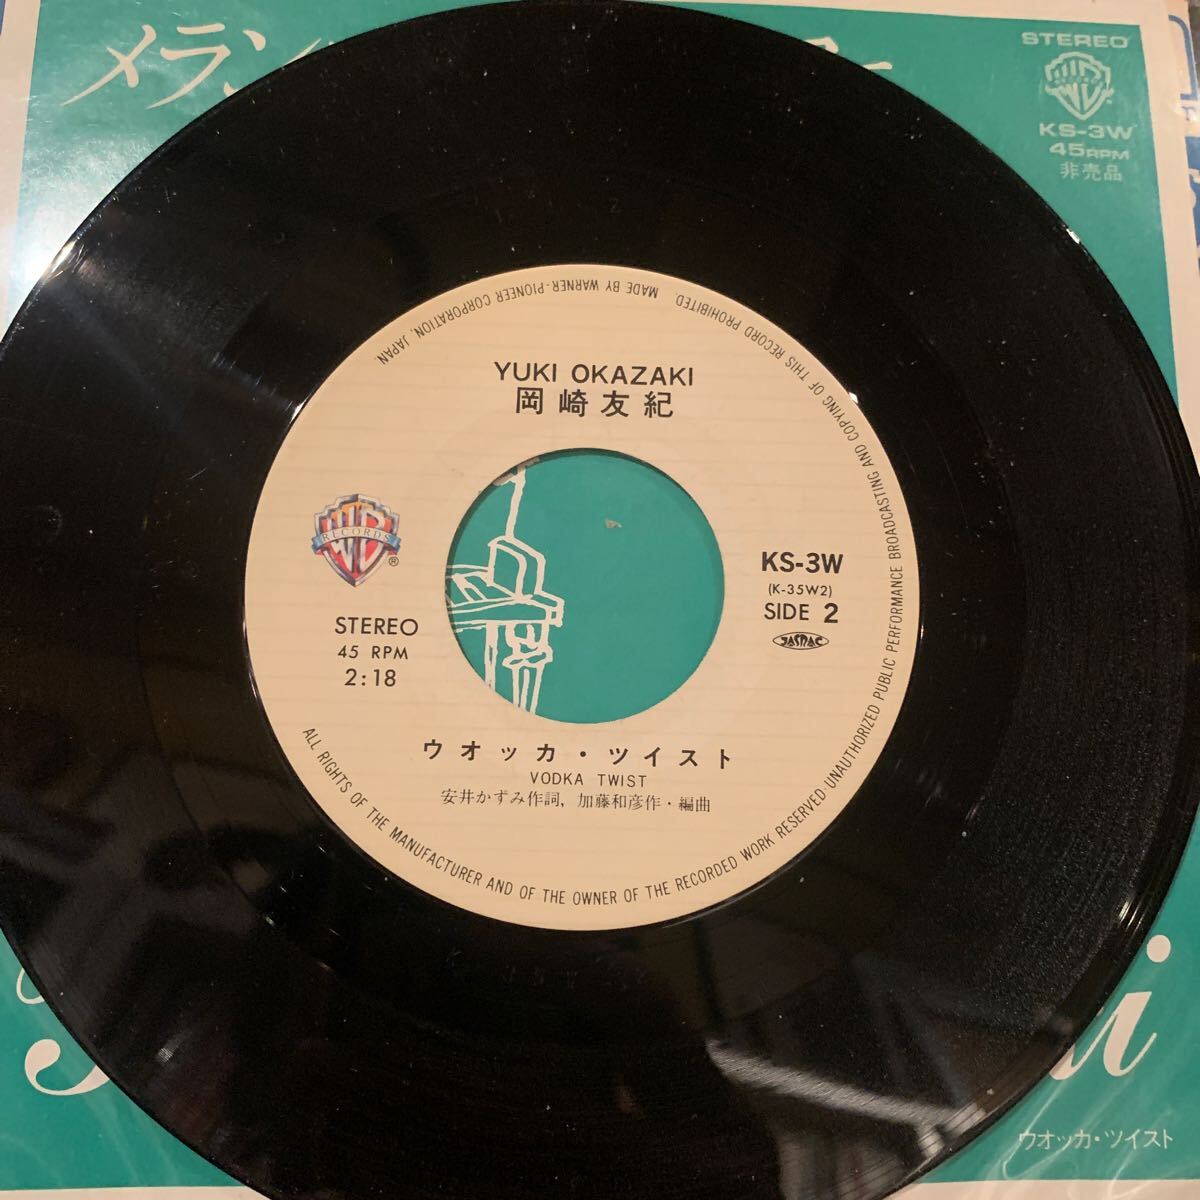 メラン
STEREO
WB
RECORDS
KS-3W
45RPM
非売品
MADE BY WARNER-PIONEER CORPORATION, JAPAN.
YUKI OKAZAKI
岡崎友紀
WB
RECORDS
®
STEREO
45 RPM
2:18
KS-3W
(K-35W2)
SIDE 2
JASRAC
ウオッカ・ツイスト
VODKA TWIST
安井かずみ作詞, 加藤和彦作・編曲
ALL RIGHTS OF THE MANUFACTURER AND OF THE OWNER OF THE RECORDED WORK RESERVED·UNAUTHORIZED PUBLIC PERFORMANCE BROADCASTING AND COPYING OF THIS RECORD PROHIBITED
ウオッカ・ツイスト